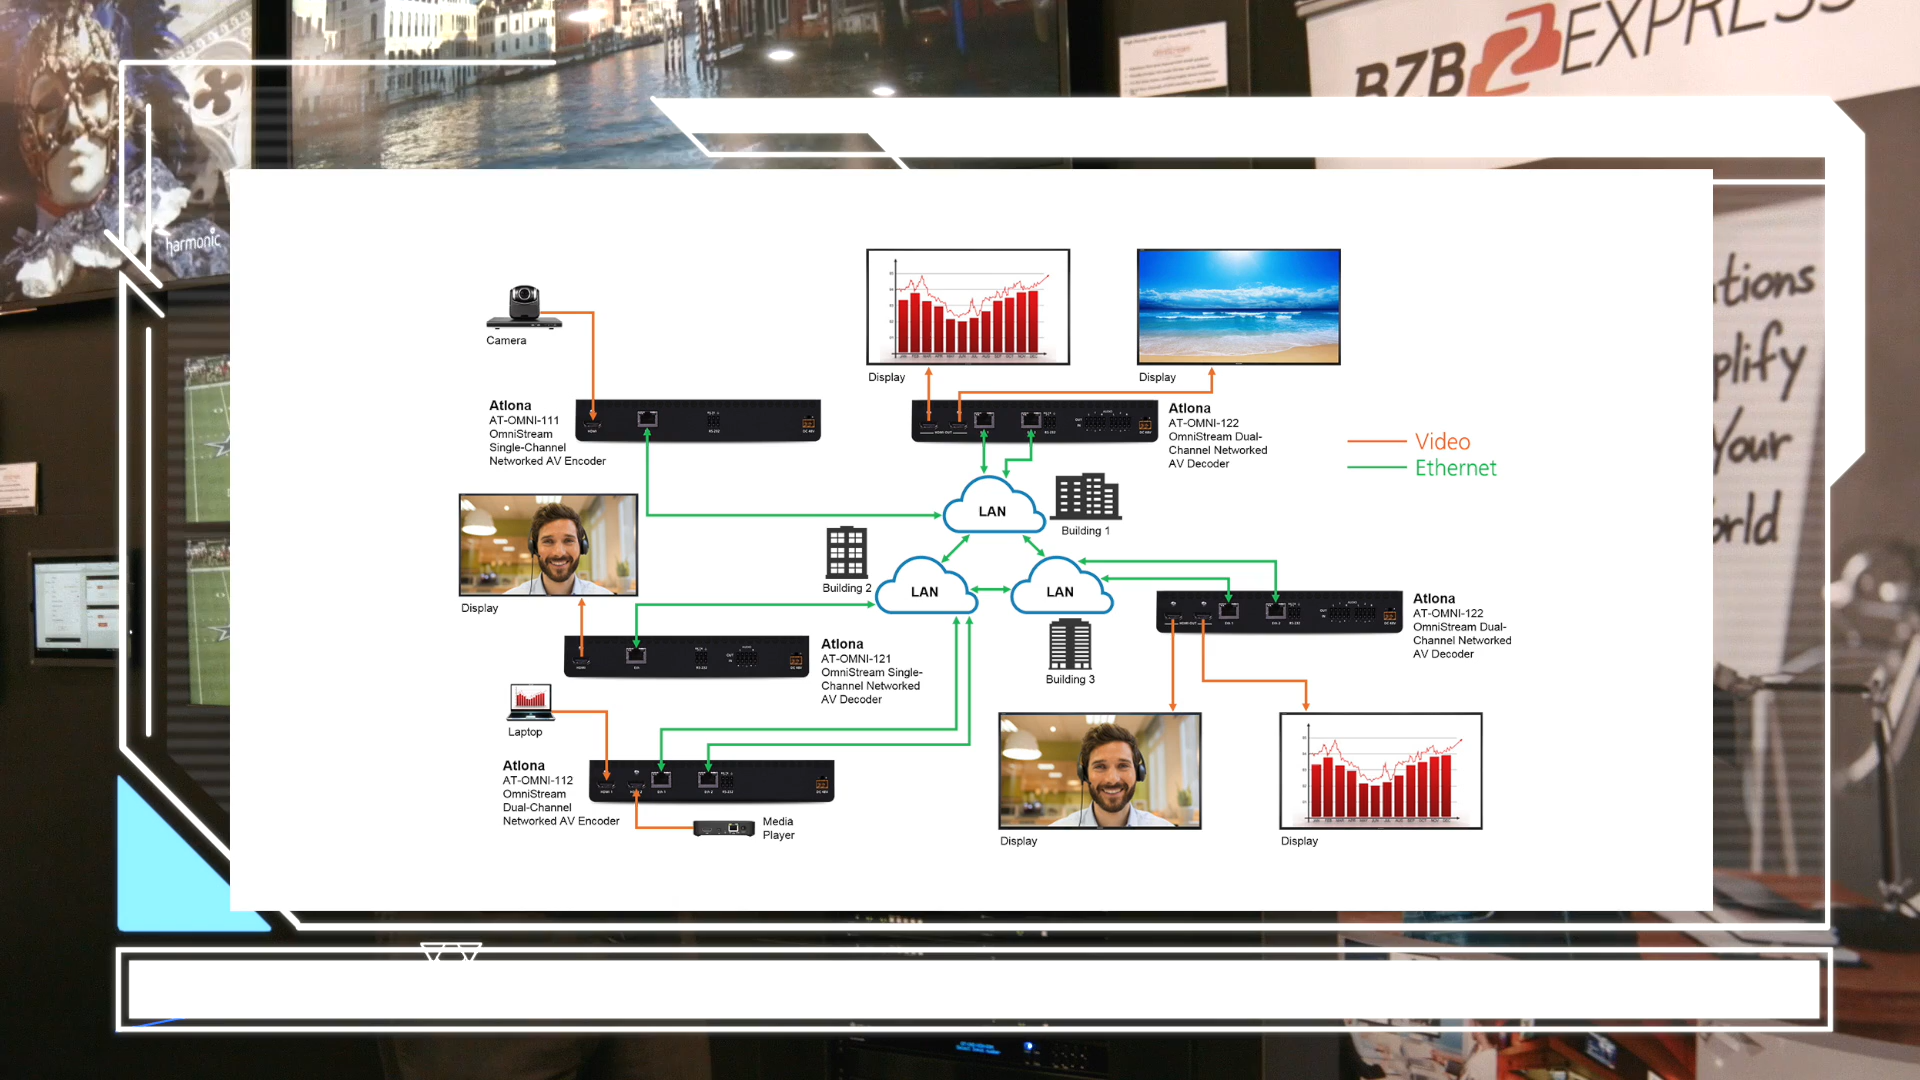 BZB 2 EXPRESS
harmonic
ations
plify
Your
orld
Camera
Display
Display
Atlona
AT-OMNI-111
OmniStream
Single-Channel
Networked AV Encoder
Atlona
AT-OMNI-122
OmniStream Dual-
Channel Networked
AV Decoder
Video
Ethernet
LAN
Building 1
Building 2
LAN
LAN
Building 3
Display
Atlona
AT-OMNI-121
OmniStream Single-
Channel Networked
AV Decoder
Atlona
AT-OMNI-122
OmniStream Dual-
Channel Networked
AV Decoder
Laptop
Atlona
AT-OMNI-112
OmniStream
Dual-Channel
Networked AV Encoder
Media
Player
Display
Display